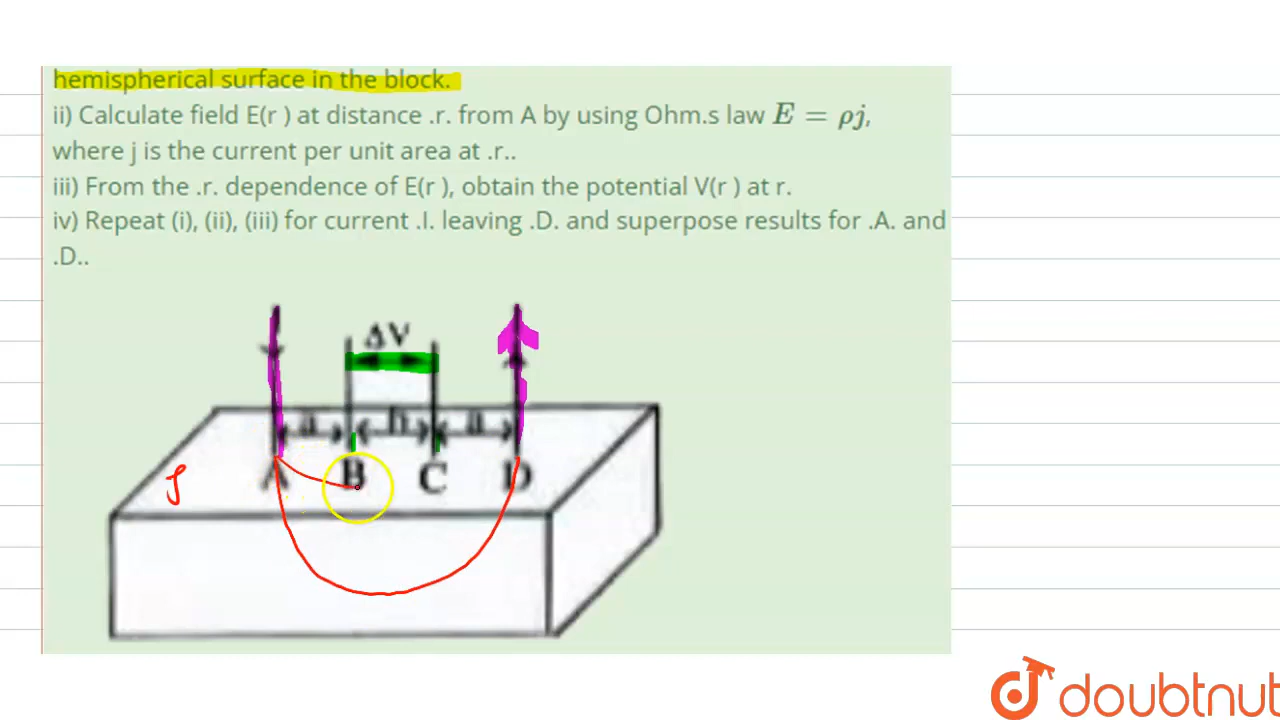 hemispherical surface in the block.
ii) Calculate field E(r ) at distance .r. from A by using Ohm.s law E = ρj,
where j is the current per unit area at .r..
iii) From the .r. dependence of E(r ), obtain the potential V(r ) at r.
iv) Repeat (i), (ii), (iii) for current .I. leaving .D. and superpose results for .A. and
.D..
ΔV
a b a
A B C D
ρ
doubtnut